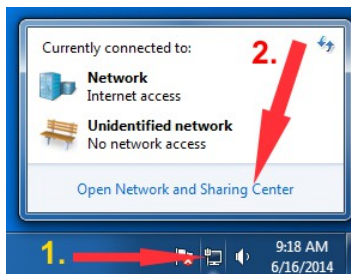 Currently connected to:
2.
Network
Internet access
Unidentified network
No network access
Open Network and Sharing Center
1.
9:18 AM
6/16/2014